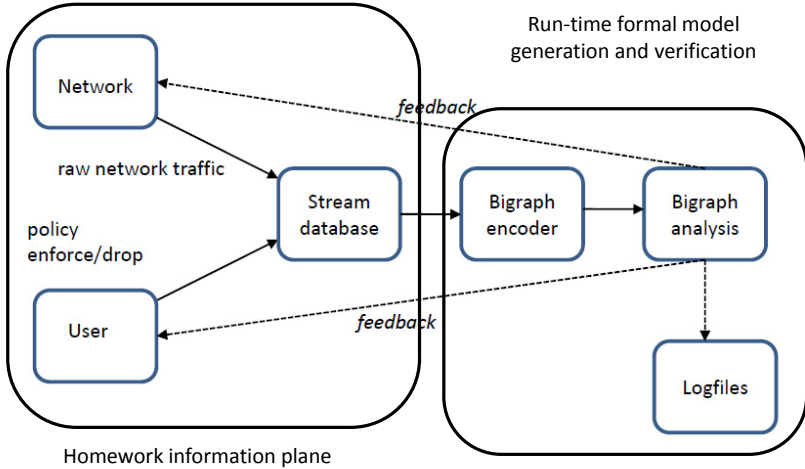 Run-time formal model
generation and verification
Network
feedback
raw network traffic
Stream
database
Bigraph
encoder
Bigraph
analysis
policy
enforce/drop
User
feedback
Logfiles
Homework information plane